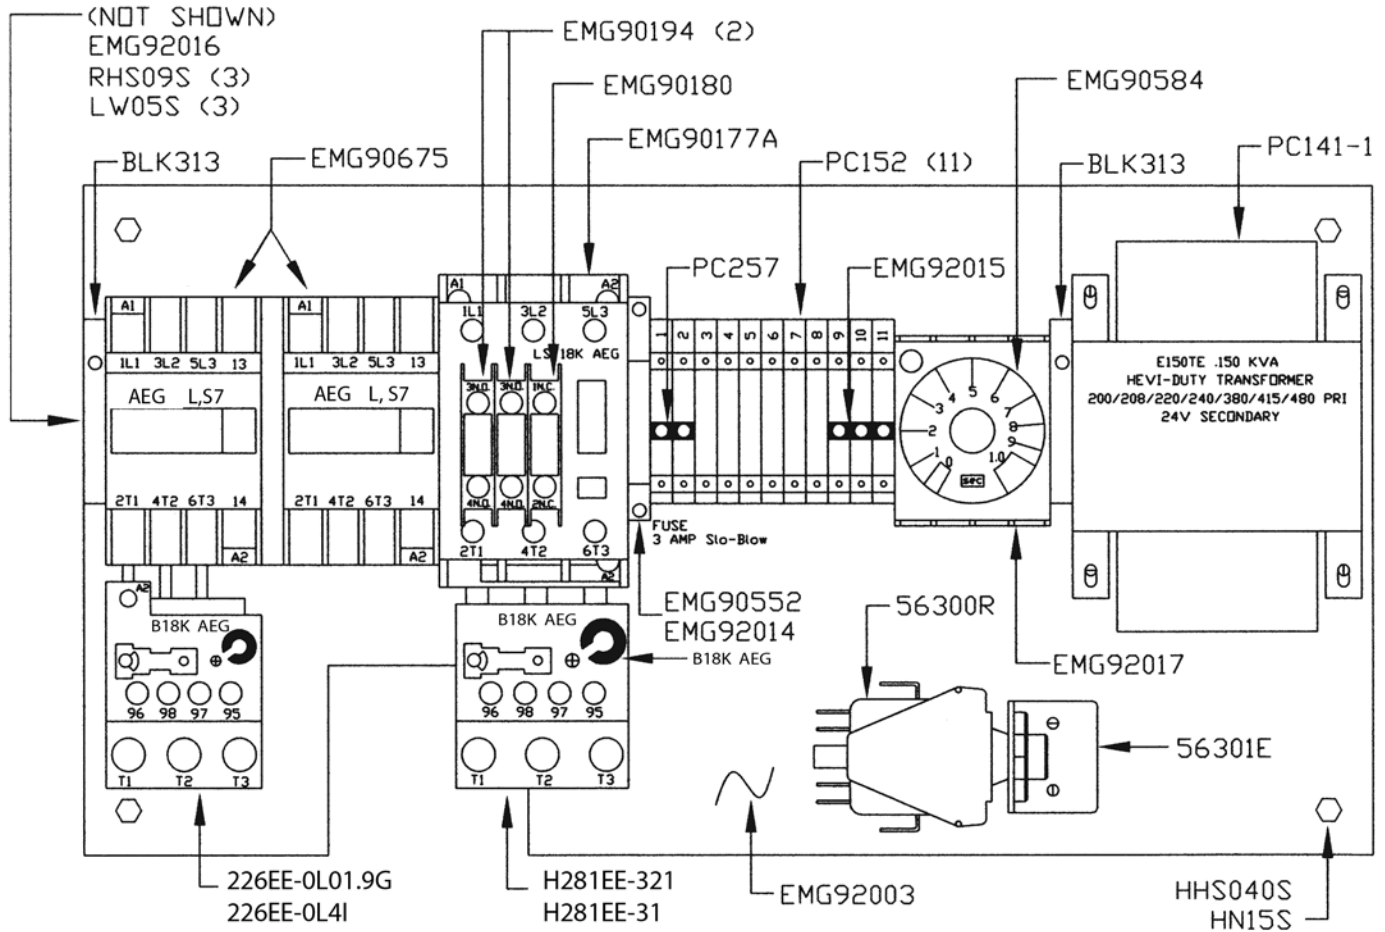 (NOT SHOWN)
EMG92016
RHS09S (3)
LW05S (3)
EMG90194 (2)
EMG90180
EMG90177A
EMG90584
BLK313
EMG90675
PC152 (11)
BLK313
PC141-1
PC257
EMG92015
A1
A1
A1
A2
1L1 3L2 5L3
1 2 3 4 5 6 7 8 9 10 11
1L1 3L2 5L3 13
1L1 3L2 5L3 13
LS 18K AEG
AEG L,S7
AEG L, S7
3N.O. 3N.O. 1N.C.
4N.O. 4N.O. 2N.C.
0 1 2 3 4 5 6 7 8 9 1.0
E150TE .150 KVA
HEVI-DUTY TRANSFORMER
200/208/220/240/380/415/480 PRI
24V SECONDARY
2T1 4T2 6T3 14
2T1 4T2 6T3 14
A2
A2
2T1 4T2 6T3
A2
FUSE
3 AMP Slo-Blow
A2
B18K AEG
B18K AEG
EMG90552
EMG92014
B18K AEG
56300R
EMG92017
96 98 97 95
96 98 97 95
56301E
T1 T2 T3
T1 T2 T3
226EE-0L01.9G
226EE-0L4I
H281EE-321
H281EE-31
EMG92003
HHS040S
HN15S